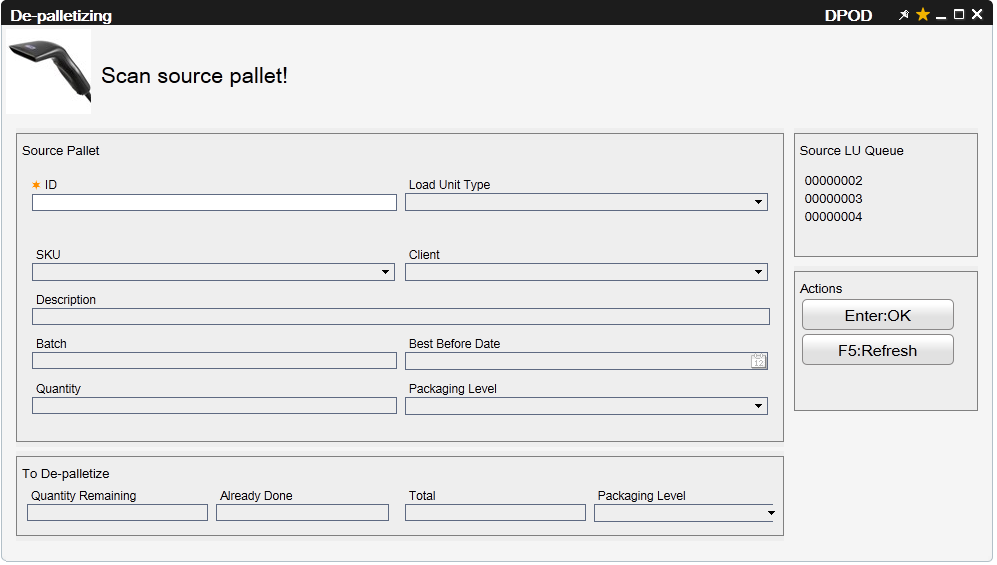 De-palletizing DPOD
Scan source pallet!
Source Pallet
ID Load Unit Type
SKU Client
Description
Batch Best Before Date
12
Quantity Packaging Level
To De-palletize
Quantity Remaining Already Done Total Packaging Level
Source LU Queue
00000002
00000003
00000004
Actions
Enter:OK
F5:Refresh